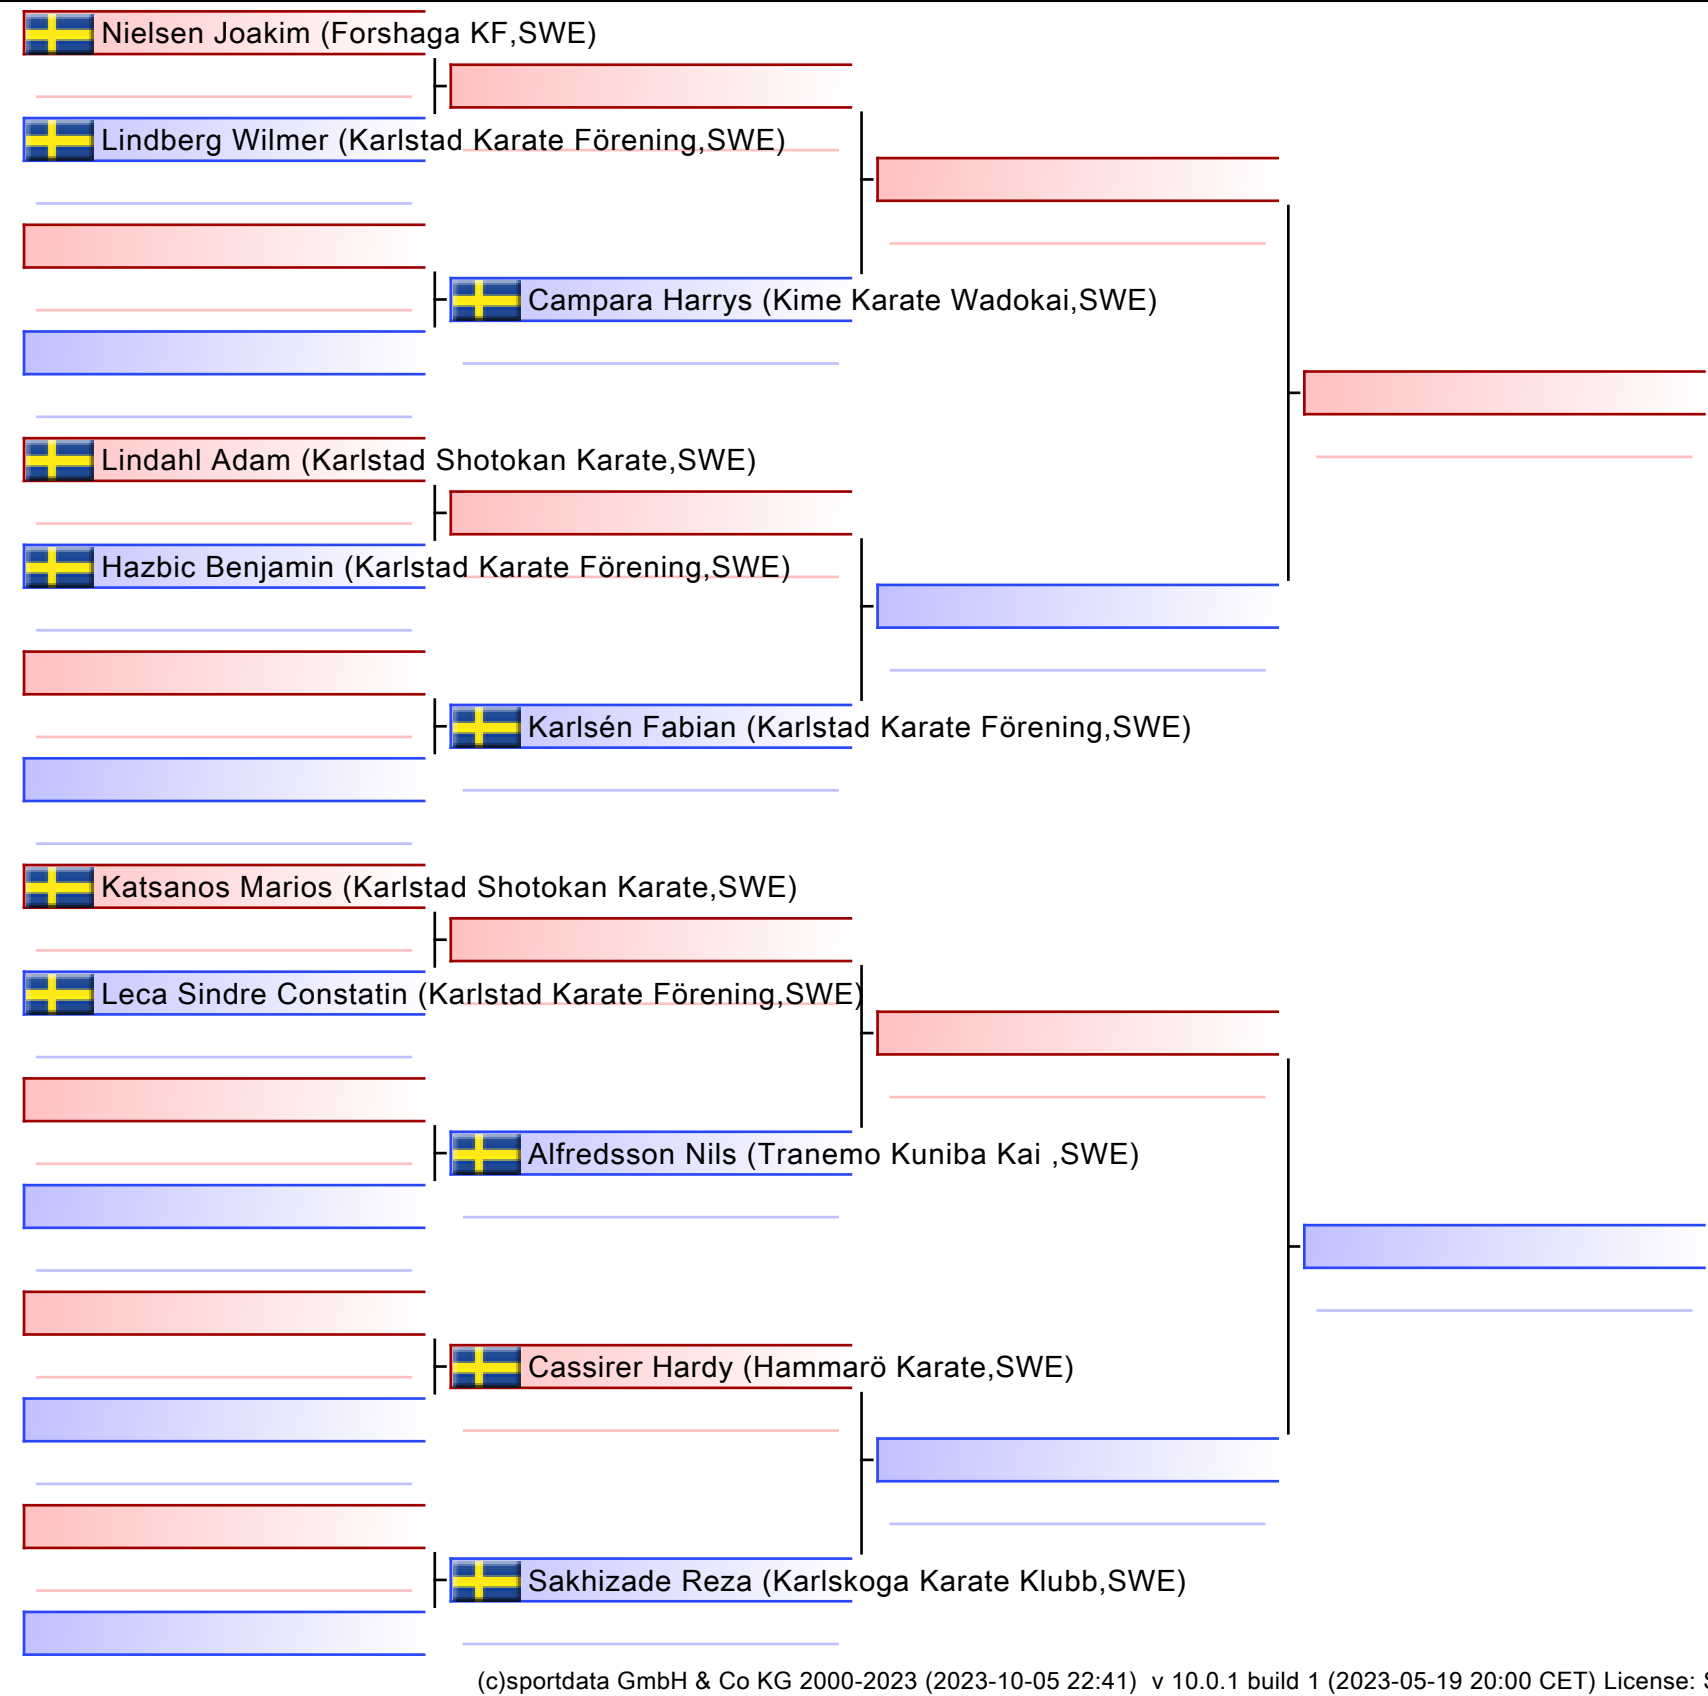 Nielsen Joakim (Forshaga KF,SWE)
Lindberg Wilmer (Karlstad Karate Förening,SWE)
Campara Harrys (Kime Karate Wadokai,SWE)
Lindahl Adam (Karlstad Shotokan Karate,SWE)
Hazbic Benjamin (Karlstad Karate Förening,SWE)
Karlsén Fabian (Karlstad Karate Förening,SWE)
Katsanos Marios (Karlstad Shotokan Karate,SWE)
Leca Sindre Constatin (Karlstad Karate Förening,SWE)
Alfredsson Nils (Tranemo Kuniba Kai ,SWE)
Cassirer Hardy (Hammarö Karate,SWE)
Sakhizade Reza (Karlskoga Karate Klubb,SWE)
(c)sportdata GmbH & Co KG 2000-2023 (2023-10-05 22:41) v 10.0.1 build 1 (2023-05-19 20:00 CET) License: